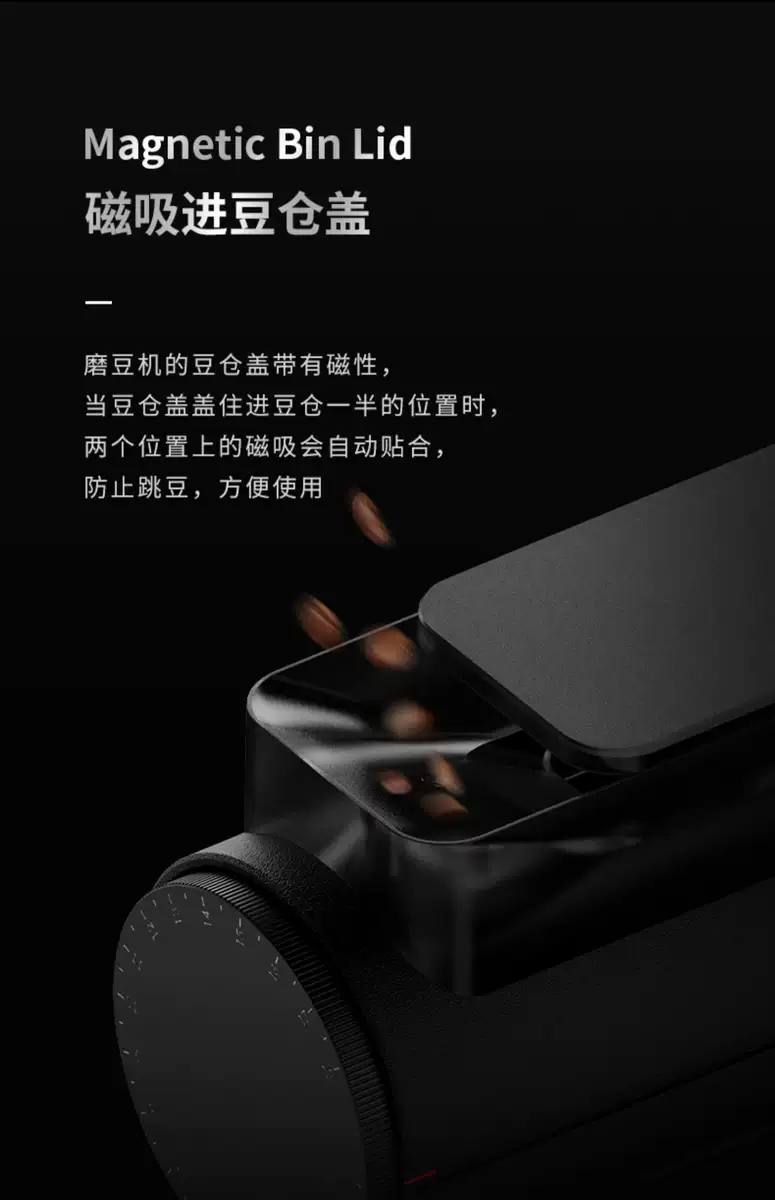 Magnetic Bin Lid
磁吸进豆仓盖
磨豆机的豆仓盖带有磁性，
当豆仓盖盖住进豆仓一半的位置时，
两个位置上的磁吸会自动贴合，
防止跳豆，方便使用